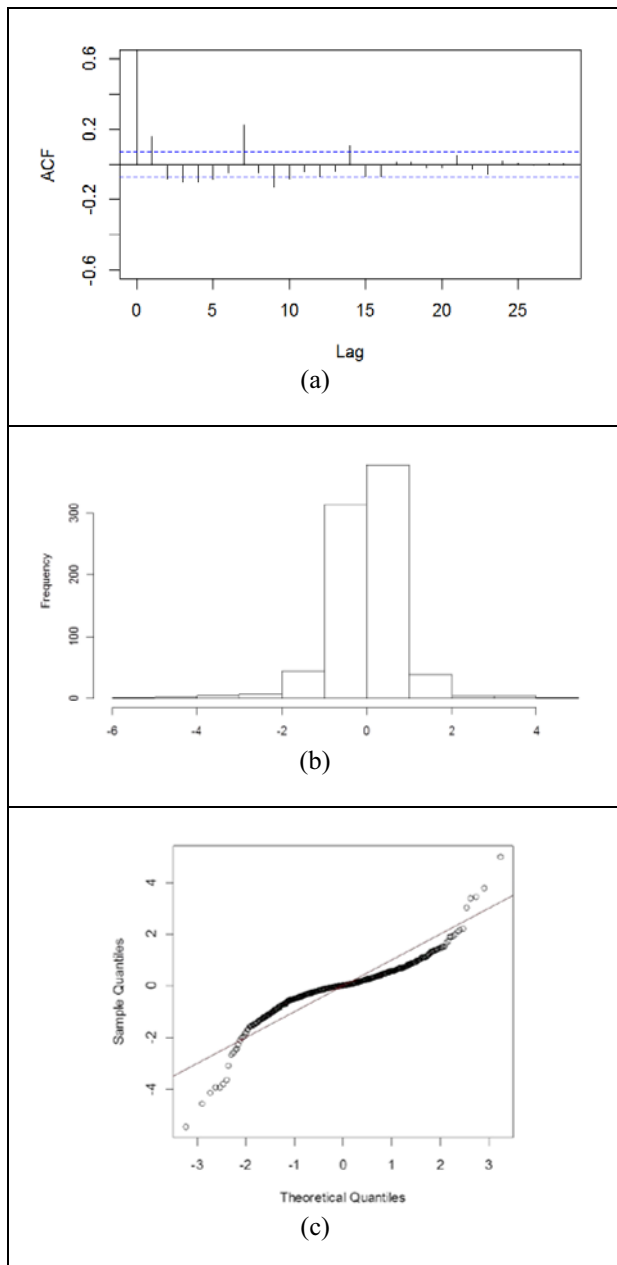 0.6
0.2
-0.2
-0.6
ACF
0 5 10 15 20 25
Lag
(a)
300
200
100
0
Frequency
-6 -4 -2 0 2 4
(b)
4
2
0
-2
-4
Sample Quantiles
-3 -2 -1 0 1 2 3
Theoretical Quantiles
(c)